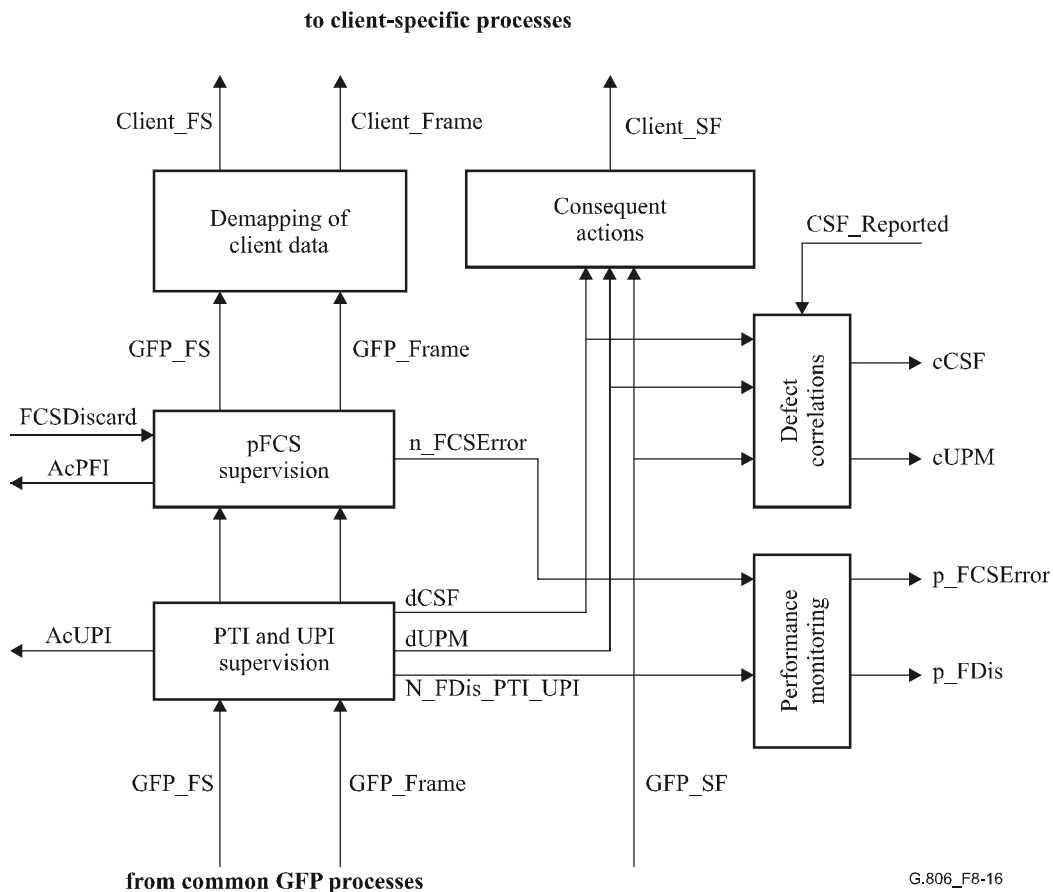 to client-specific processes
Client_FS
Client_Frame
Client_SF
Demapping of
client data
Consequent
actions
CSF_Reported
GFP_FS
GFP_Frame
Defect
correlations
cCSF
cUPM
FCSDiscard
AcPFI
pFCS
supervision
n_FCSError
Performance
monitoring
p_FCSError
p_FDis
AcUPI
PTI and UPI
supervision
dCSF
dUPM
N_FDis_PTI_UPI
GFP_FS
GFP_Frame
GFP_SF
from common GFP processes
G.806_F8-16